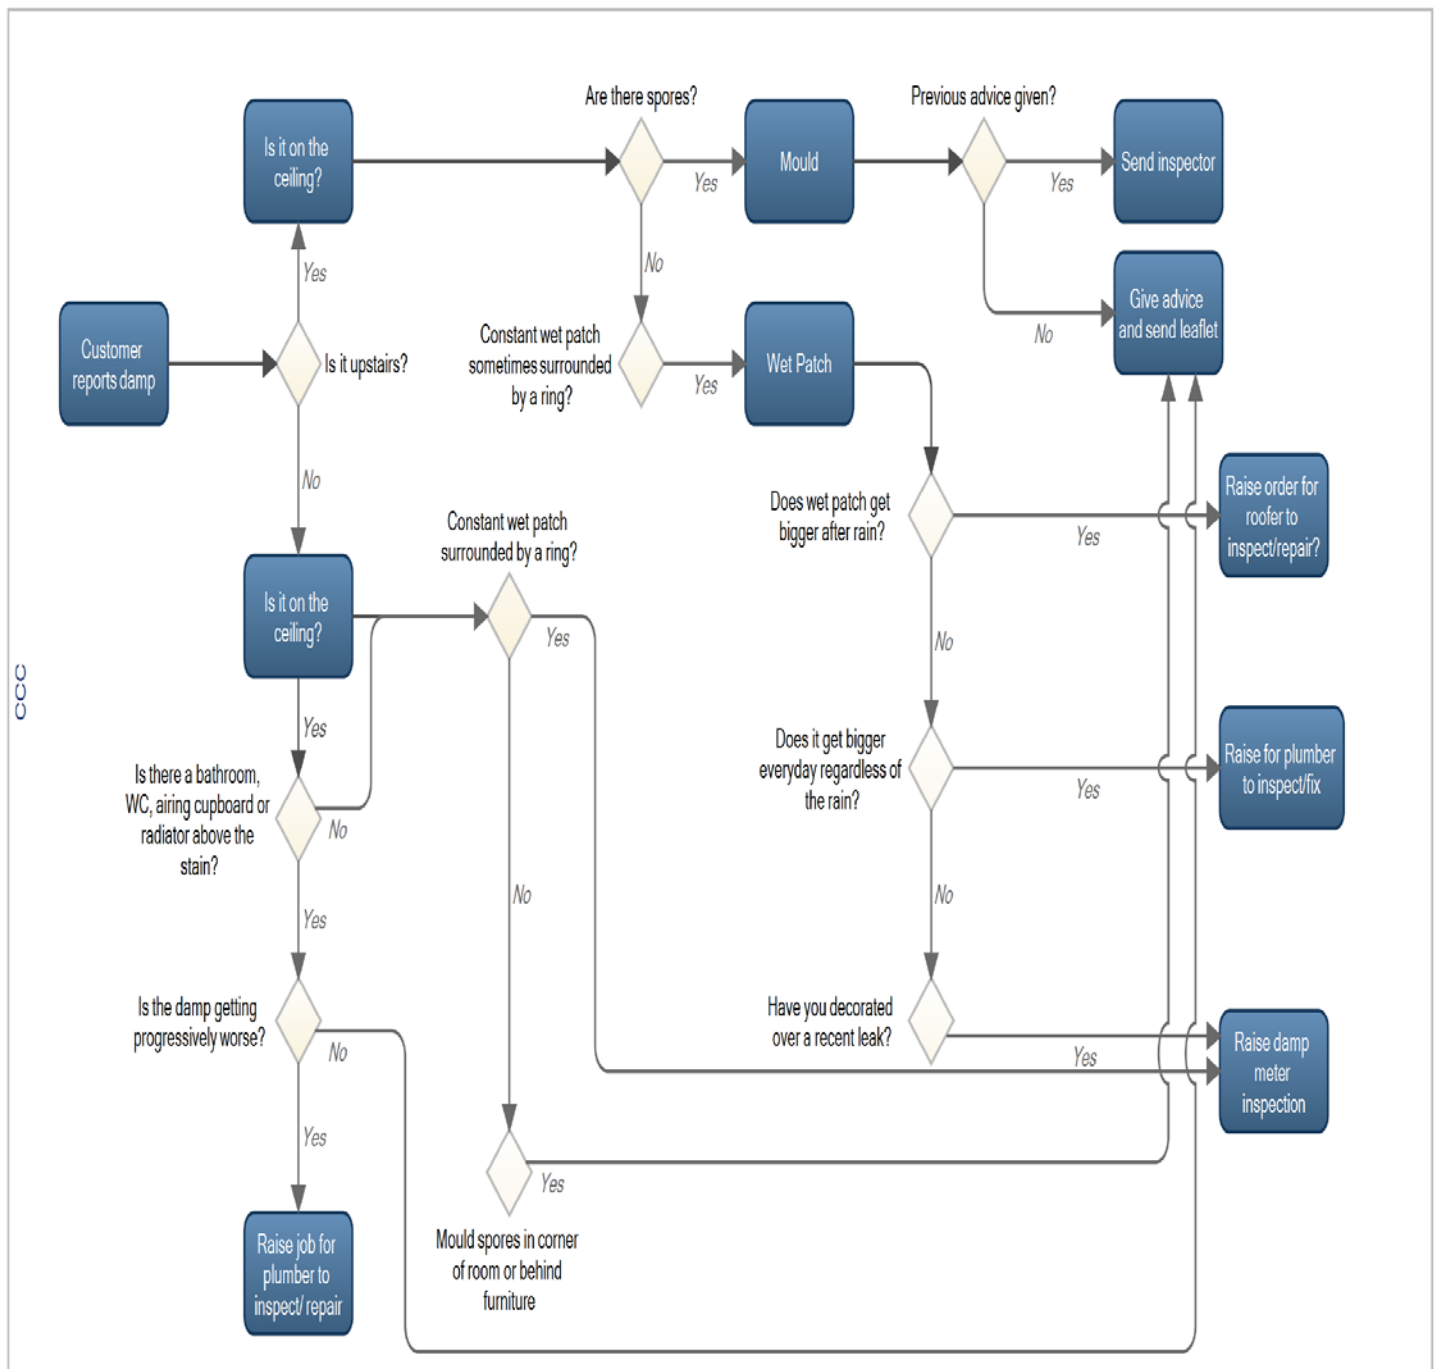 Are there spores?
Previous advice given?
Is it on the
ceiling?
Yes
Mould
Yes
Send inspector
Yes
No
No
Give advice
and send leaflet
Customer
reports damp
Is it upstairs?
Constant wet patch
sometimes surrounded
by a ring?
Yes
Wet Patch
No
Does wet patch get
bigger after rain?
Yes
Raise order for
roofer to
inspect/repair?
Constant wet patch
surrounded by a ring?
Is it on the
ceiling?
Yes
No
CCC
Yes
Does it get bigger
everyday regardless of
the rain?
Yes
Raise for plumber
to inspect/fix
Is there a bathroom,
WC, airing cupboard or
radiator above the
stain?
No
No
No
Yes
Is the damp getting
progressively worse?
No
Have you decorated
over a recent leak?
Yes
Raise damp
meter
inspection
Yes
Yes
Mould spores in corner
of room or behind
furniture
Raise job for
plumber to
inspect/ repair